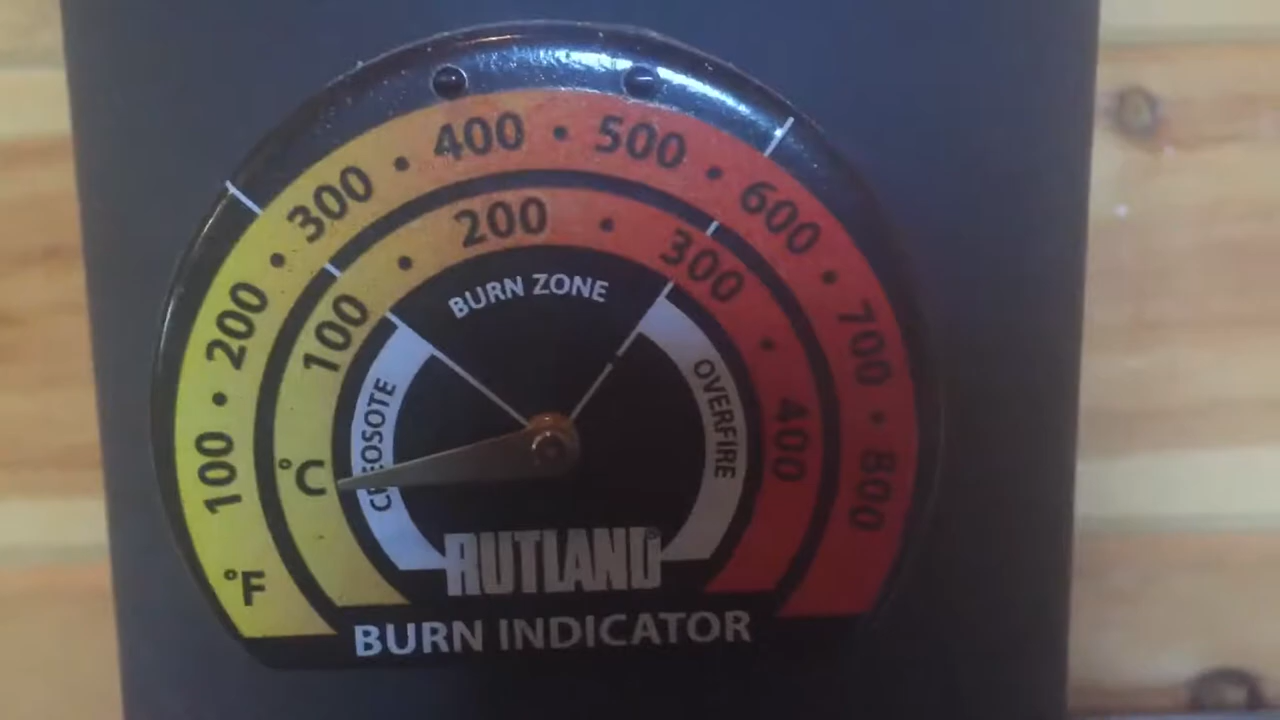 100 • 200 • 300 • 400 • 500 • 600 • 700 • 800
°F
100 • 200 • 300 • 400
°C
BURN ZONE
CREOSOTE
OVERFIRE
RUTLAND®
BURN INDICATOR